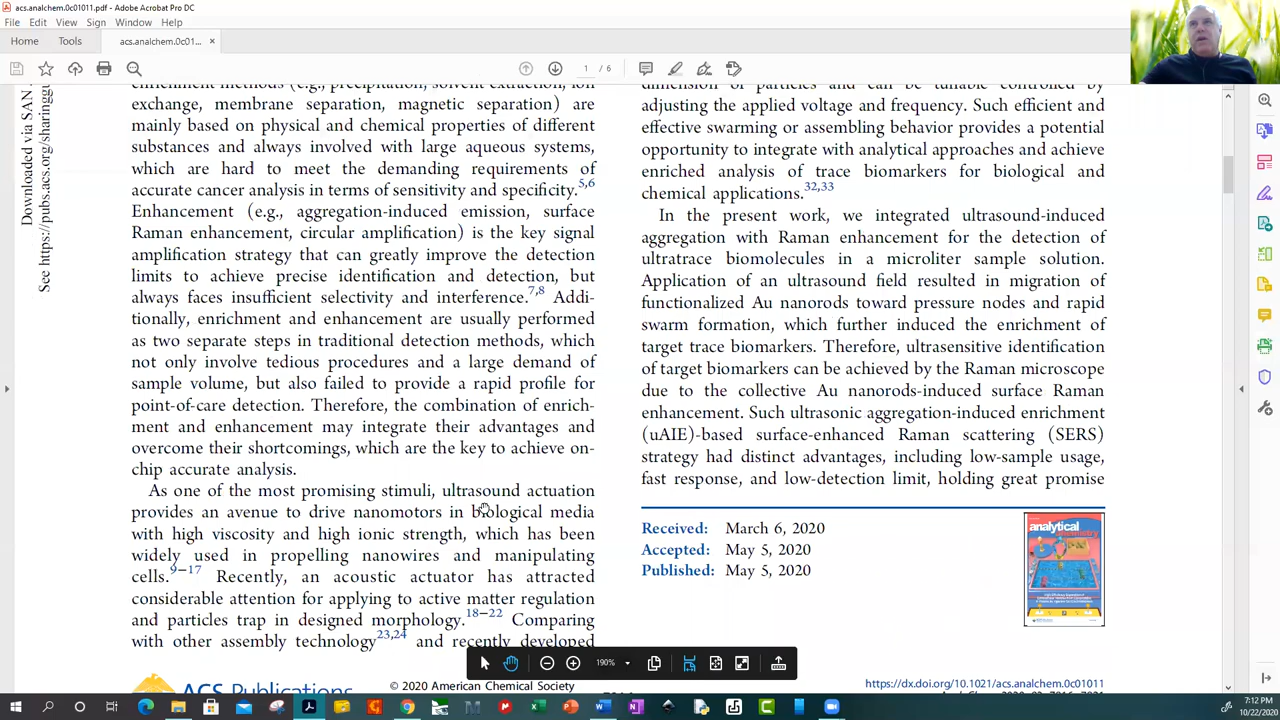 acs.analchem.0c01011.pdf - Adobe Acrobat Pro DC
File Edit View Sign Window Help
Home Tools acs.analchem.0c01... ×
1 / 6
Downloaded via SAN
See https://pubs.acs.org/sharinggu
enrichment methods (e.g., precipitation, solvent extraction, ion
exchange, membrane separation, magnetic separation) are
mainly based on physical and chemical properties of different
substances and always involved with large aqueous systems,
which are hard to meet the demanding requirements of
accurate cancer analysis in terms of sensitivity and specificity.5,6
Enhancement (e.g., aggregation-induced emission, surface
Raman enhancement, circular amplification) is the key signal
amplification strategy that can greatly improve the detection
limits to achieve precise identification and detection, but
always faces insufficient selectivity and interference.7,8 Addi-
tionally, enrichment and enhancement are usually performed
as two separate steps in traditional detection methods, which
not only involve tedious procedures and a large demand of
sample volume, but also failed to provide a rapid profile for
point-of-care detection. Therefore, the combination of enrich-
ment and enhancement may integrate their advantages and
overcome their shortcomings, which are the key to achieve on-
chip accurate analysis.
As one of the most promising stimuli, ultrasound actuation
provides an avenue to drive nanomotors in biological media
with high viscosity and high ionic strength, which has been
widely used in propelling nanowires and manipulating
cells.9−17 Recently, an acoustic actuator has attracted
considerable attention for applying to active matter regulation
and particles trap in desired morphology.18−22 Comparing
with other assembly technology23,24 and recently developed
dimension of particles and can be tunable controlled by
adjusting the applied voltage and frequency. Such efficient and
effective swarming or assembling behavior provides a potential
opportunity to integrate with analytical approaches and achieve
enriched analysis of trace biomarkers for biological and
chemical applications.32,33
In the present work, we integrated ultrasound-induced
aggregation with Raman enhancement for the detection of
ultratrace biomolecules in a microliter sample solution.
Application of an ultrasound field resulted in migration of
functionalized Au nanorods toward pressure nodes and rapid
swarm formation, which further induced the enrichment of
target trace biomarkers. Therefore, ultrasensitive identification
of target biomarkers can be achieved by the Raman microscope
due to the collective Au nanorods-induced surface Raman
enhancement. Such ultrasonic aggregation-induced enrichment
(uAIE)-based surface-enhanced Raman scattering (SERS)
strategy had distinct advantages, including low-sample usage,
fast response, and low-detection limit, holding great promise
Received: March 6, 2020
Accepted: May 5, 2020
Published: May 5, 2020
analytical
chemistry
190%
ACS Publications
© 2020 American Chemical Society
https://dx.doi.org/10.1021/acs.analchem.0c01011
7:12 PM
10/22/2020